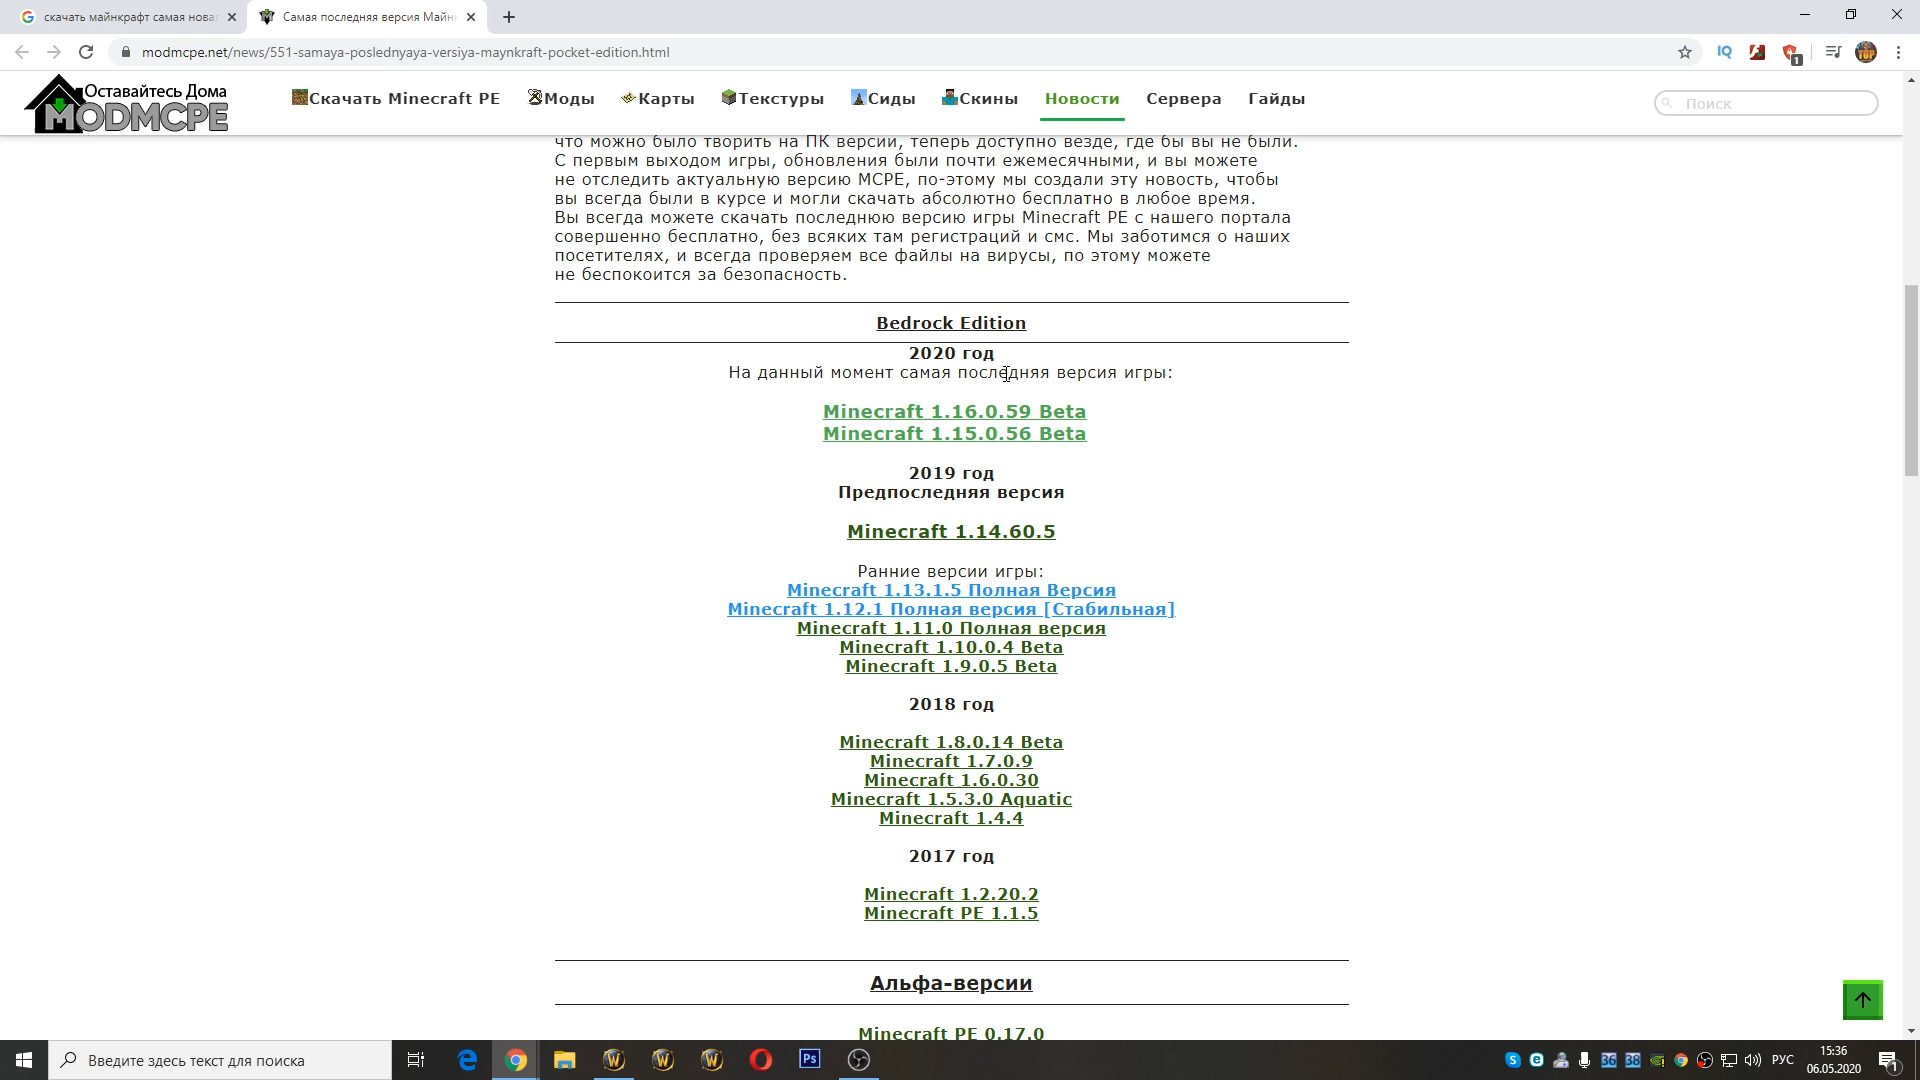 скачать майнкрафт самая нова
Самая последняя версия Майн
modmcpe.net/news/551-samaya-poslednyaya-versiya-maynkraft-pocket-edition.html
IQ
1
TOP
Оставайтесь Дома
MODMCPE
Скачать Minecraft PE
Моды
Карты
Текстуры
Сиды
Скины
Новости
Сервера
Гайды
Поиск
что можно было творить на ПК версии, теперь доступно везде, где бы вы не были.
С первым выходом игры, обновления были почти ежемесячными, и вы можете
не отследить актуальную версию MCPE, по-этому мы создали эту новость, чтобы
вы всегда были в курсе и могли скачать абсолютно бесплатно в любое время.
Вы всегда можете скачать последнюю версию игры Minecraft PE с нашего портала
совершенно бесплатно, без всяких там регистраций и смс. Мы заботимся о наших
посетителях, и всегда проверяем все файлы на вирусы, по этому можете
не беспокоится за безопасность.
Bedrock Edition
2020 год
На данный момент самая последняя версия игры:
Minecraft 1.16.0.59 Beta
Minecraft 1.15.0.56 Beta
2019 год
Предпоследняя версия
Minecraft 1.14.60.5
Ранние версии игры:
Minecraft 1.13.1.5 Полная Версия
Minecraft 1.12.1 Полная версия [Стабильная]
Minecraft 1.11.0 Полная версия
Minecraft 1.10.0.4 Beta
Minecraft 1.9.0.5 Beta
2018 год
Minecraft 1.8.0.14 Beta
Minecraft 1.7.0.9
Minecraft 1.6.0.30
Minecraft 1.5.3.0 Aquatic
Minecraft 1.4.4
2017 год
Minecraft 1.2.20.2
Minecraft PE 1.1.5
Альфа-версии
Minecraft PE 0.17.0
Введите здесь текст для поиска
Ps
36
38
РУС
15:36
06.05.2020
1